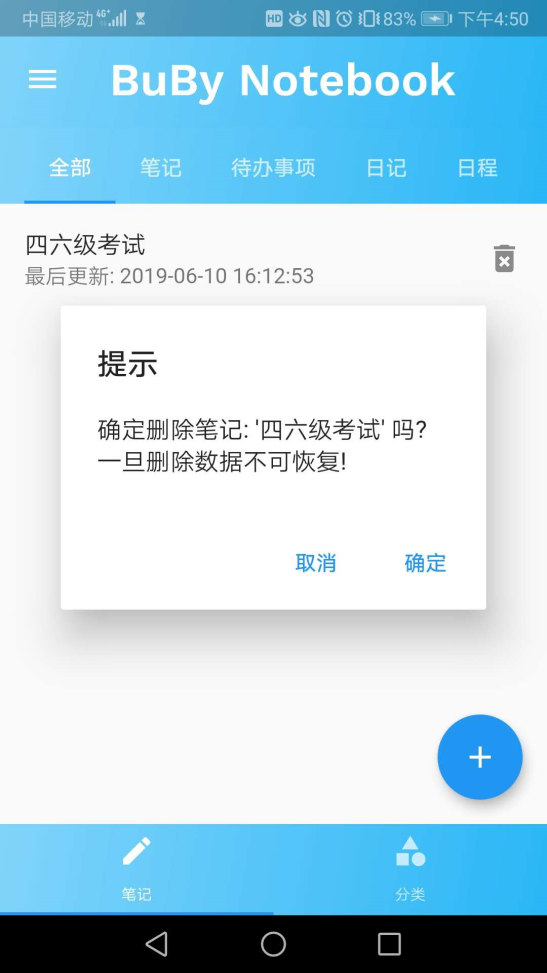 中国移动 4G HD 83% 下午4:50
BuBy Notebook
全部 笔记 待办事项 日记 日程
四六级考试
最后更新: 2019-06-10 16:12:53
提示
确定删除笔记: '四六级考试' 吗?
一旦删除数据不可恢复!
取消 确定
笔记 分类